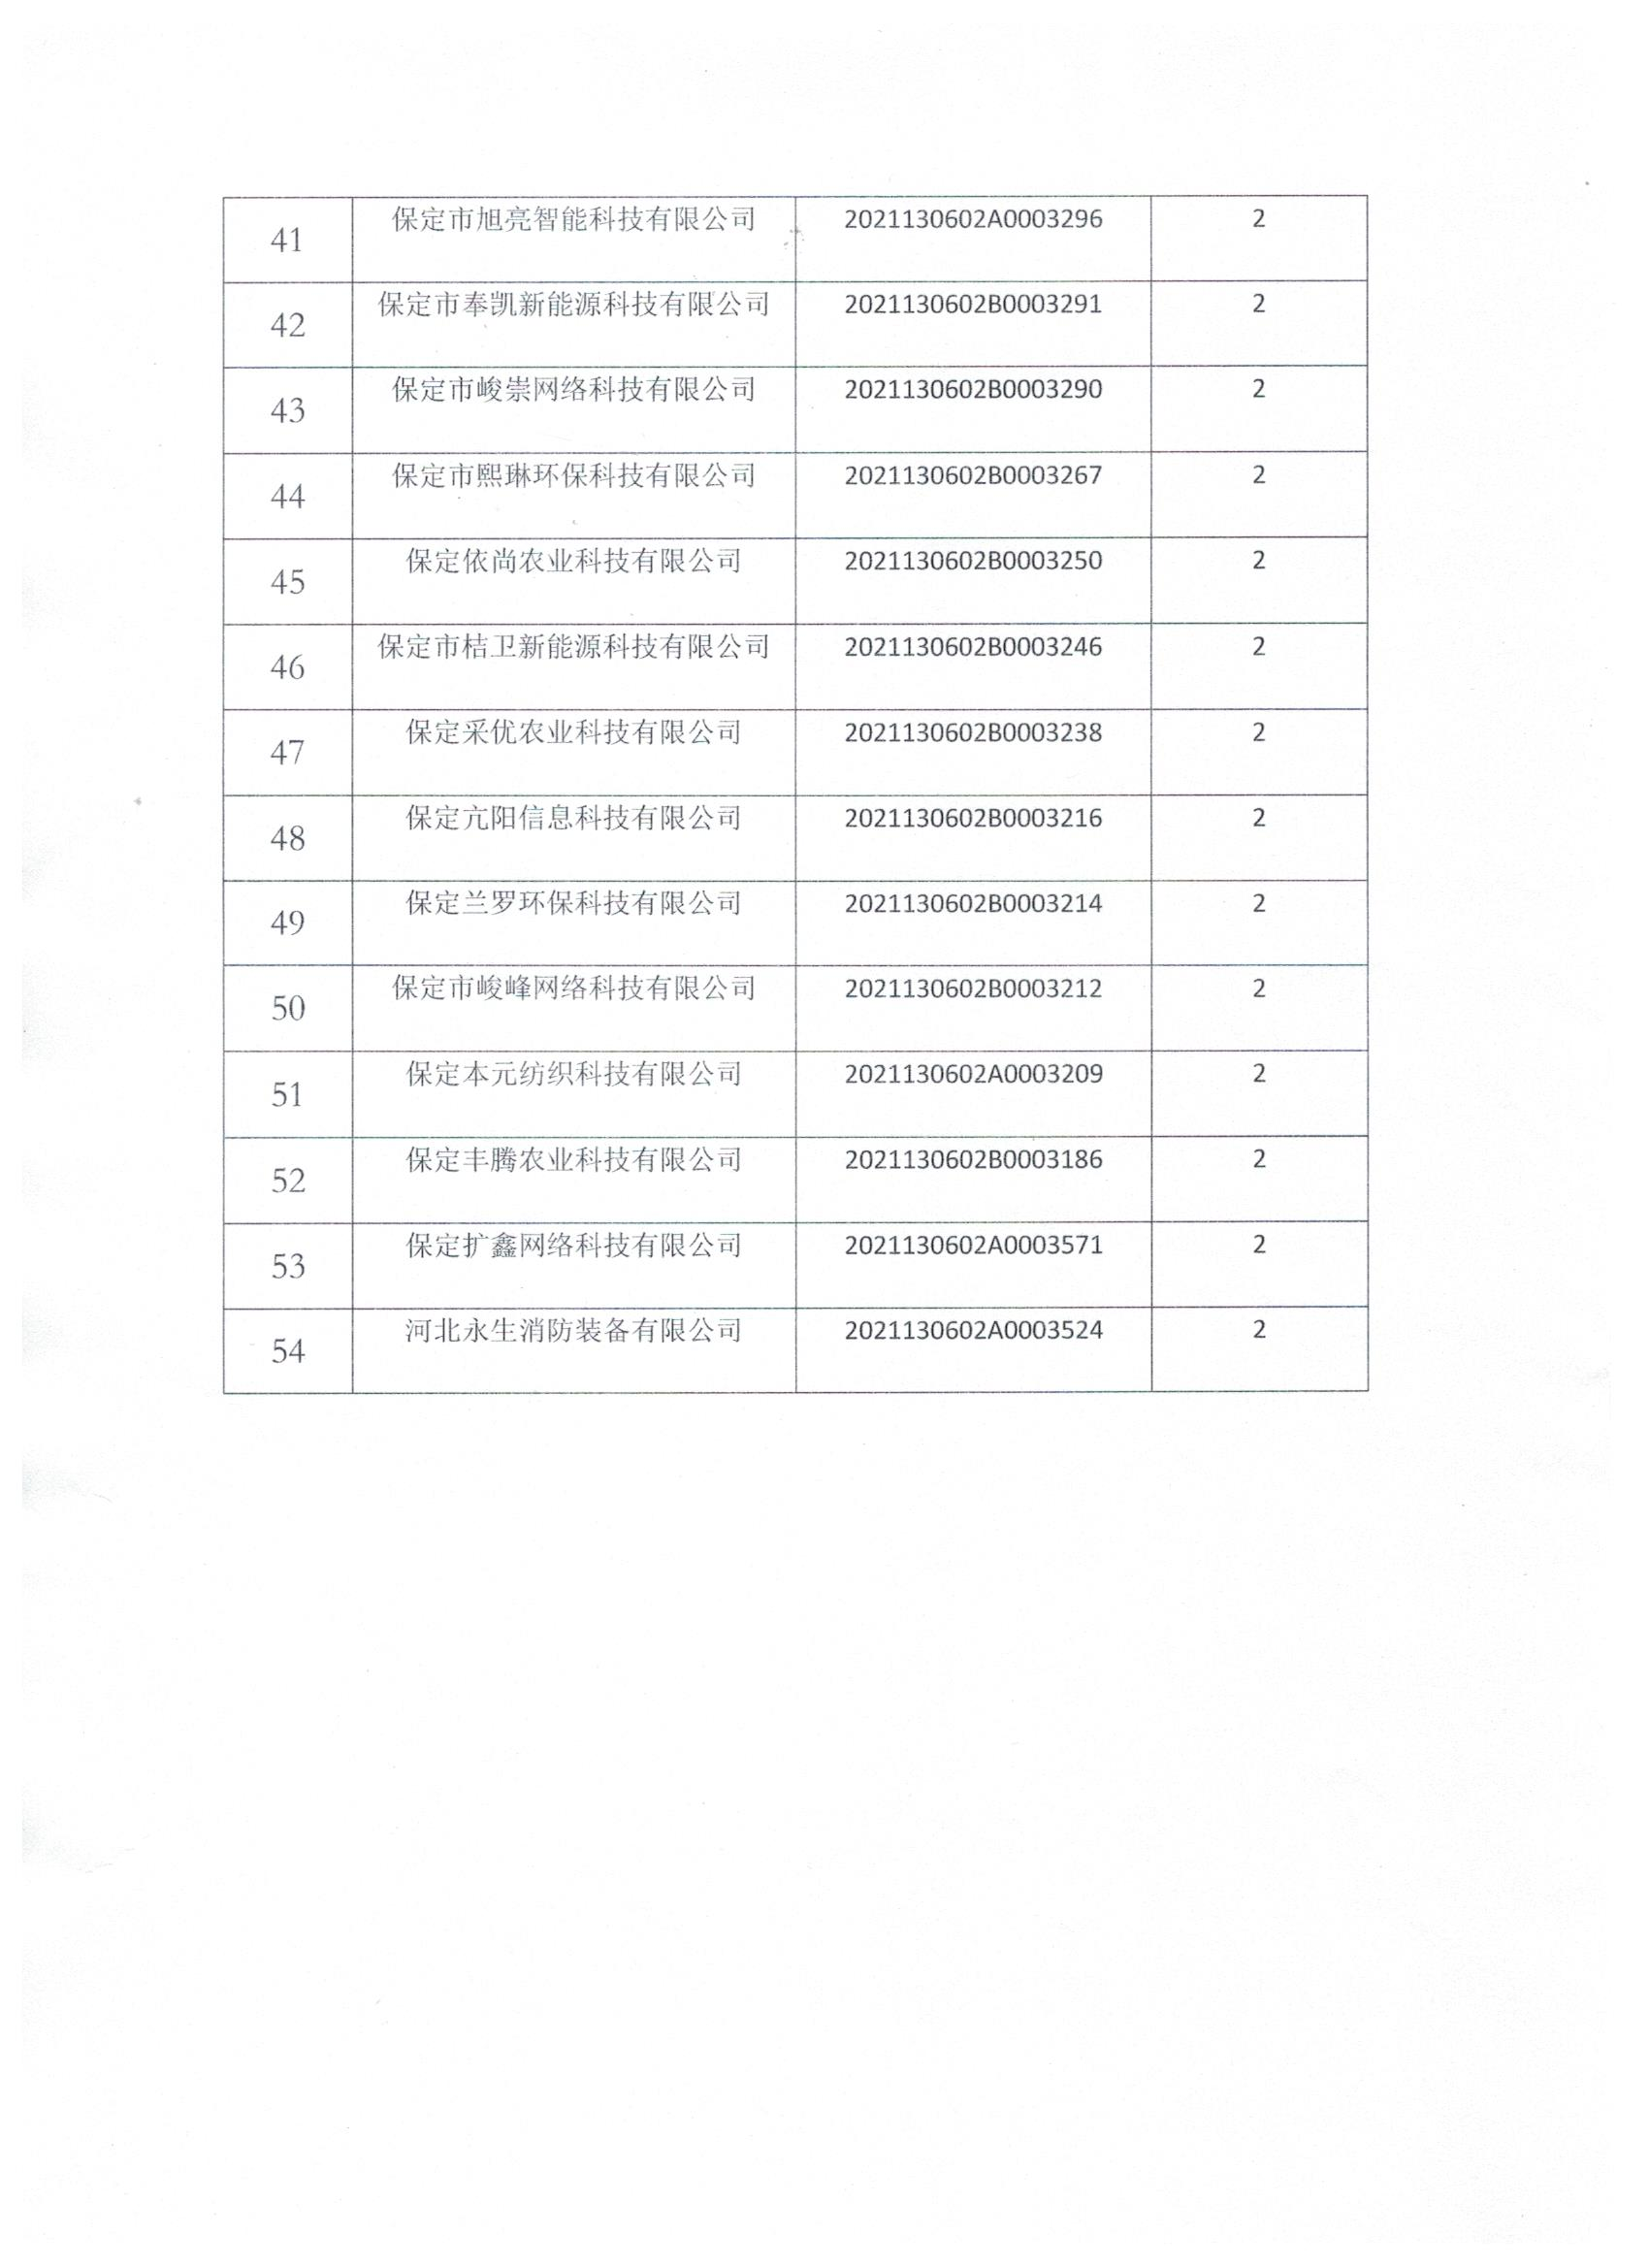 41 保定市旭亮智能科技有限公司 2021130602A0003296 2
42 保定市奉凯新能源科技有限公司 2021130602B0003291 2
43 保定市峻崇网络科技有限公司 2021130602B0003290 2
44 保定市熙琳环保科技有限公司 2021130602B0003267 2
45 保定依尚农业科技有限公司 2021130602B0003250 2
46 保定市桔卫新能源科技有限公司 2021130602B0003246 2
47 保定采优农业科技有限公司 2021130602B0003238 2
48 保定亢阳信息科技有限公司 2021130602B0003216 2
49 保定兰罗环保科技有限公司 2021130602B0003214 2
50 保定市峻峰网络科技有限公司 2021130602B0003212 2
51 保定本元纺织科技有限公司 2021130602A0003209 2
52 保定丰腾农业科技有限公司 2021130602B0003186 2
53 保定扩鑫网络科技有限公司 2021130602A0003571 2
54 河北永生消防装备有限公司 2021130602A0003524 2